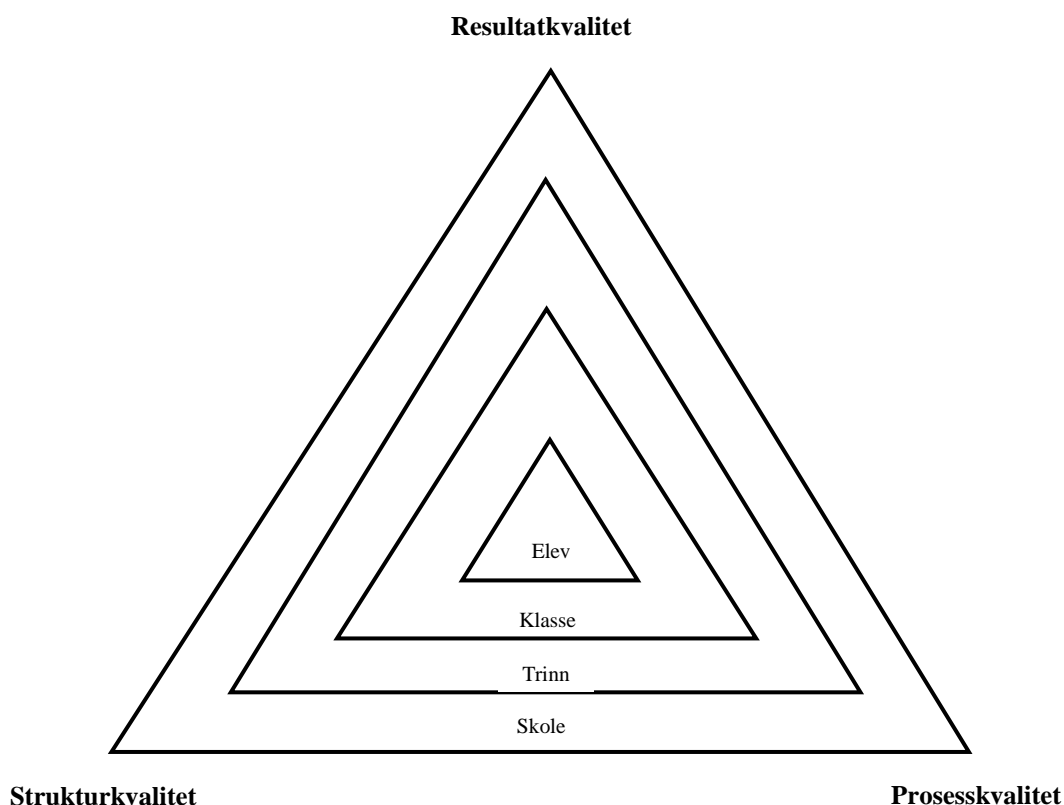 Resultatkvalitet
Elev
Klasse
Trinn
Skole
Strukturkvalitet
Prosesskvalitet